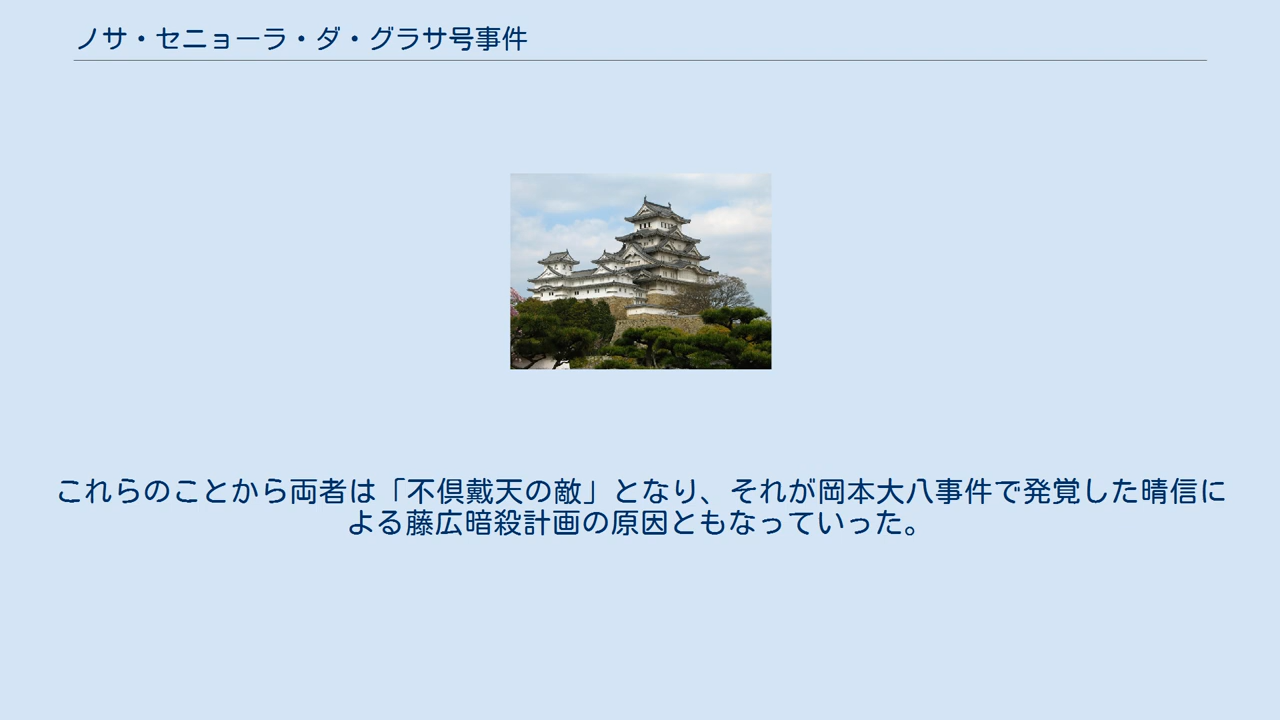 ノサ・セニョーラ・ダ・グラサ号事件
これらのことから両者は「不倶戴天の敵」となり、それが岡本大八事件で発覚した晴信に
よる藤広暗殺計画の原因ともなっていった。